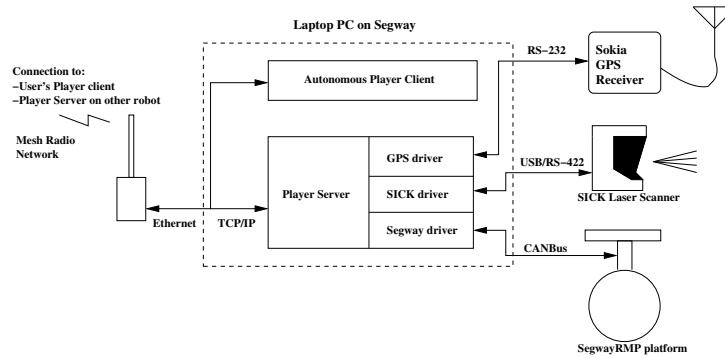 Laptop PC on Segway
Connection to:
–User's Player client
–Player Server on other robot
Mesh Radio
Network
Autonomous Player Client
RS–232
Sokia
GPS
Receiver
Player Server
GPS driver
SICK driver
Segway driver
USB/RS–422
SICK Laser Scanner
Ethernet
TCP/IP
CANBus
SegwayRMP platform